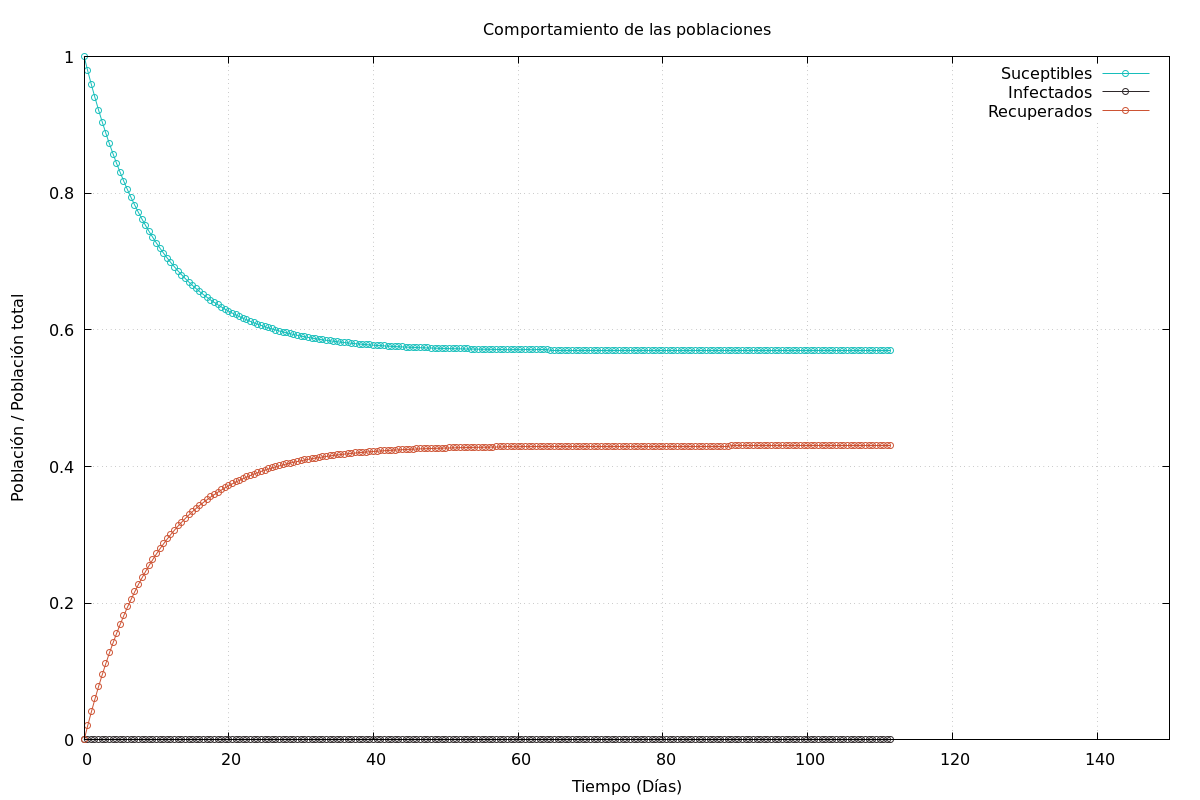 Comportamiento de las poblaciones
Suceptibles
Infectados
Recuperados
Población / Población total
1
0.8
0.6
0.4
0.2
0
0 20 40 60 80 100 120 140
Tiempo (Días)